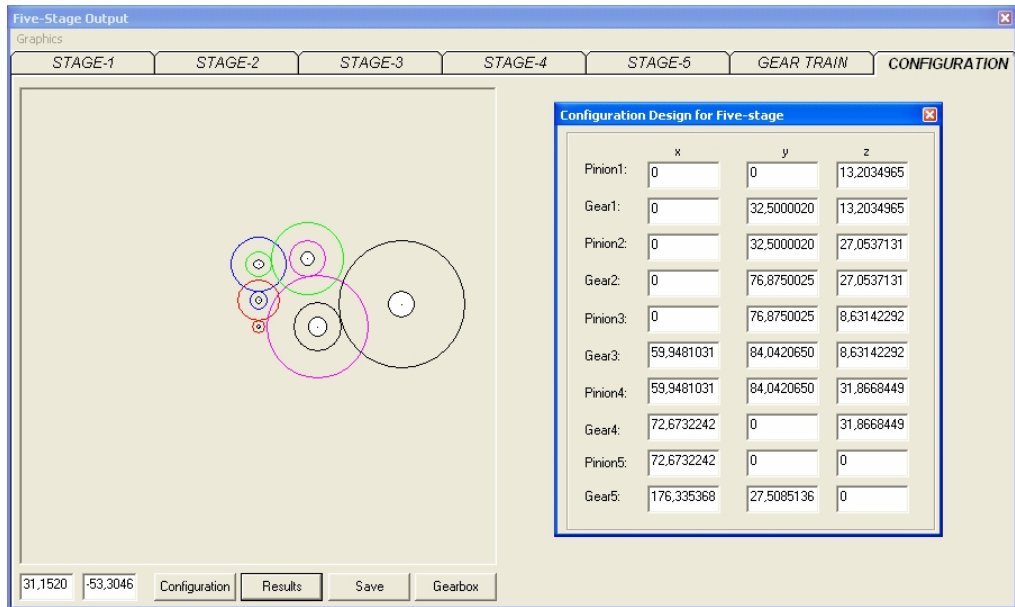 Five-Stage Output
Graphics
STAGE-1 STAGE-2 STAGE-3 STAGE-4 STAGE-5 GEAR TRAIN CONFIGURATION
Configuration Design for Five-stage
x y z
Pinion1: 0 0 13,2034965
Gear1: 0 32,5000020 13,2034965
Pinion2: 0 32,5000020 27,0537131
Gear2: 0 76,8750025 27,0537131
Pinion3: 0 76,8750025 8,63142292
Gear3: 59,9481031 84,0420650 8,63142292
Pinion4: 59,9481031 84,0420650 31,8668449
Gear4: 72,6732242 0 31,8668449
Pinion5: 72,6732242 0 0
Gear5: 176,335368 27,5085136 0
31,1520 -53,3046 Configuration Results Save Gearbox